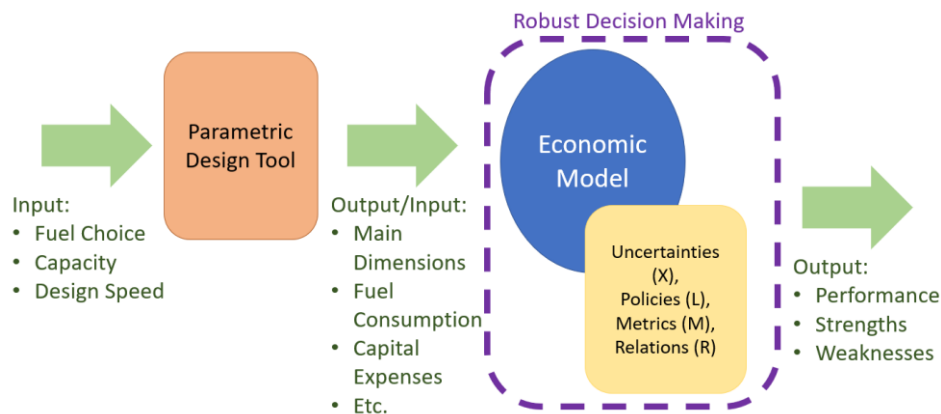 Robust Decision Making
Parametric
Design Tool
Economic
Model
Input:
• Fuel Choice
• Capacity
• Design Speed
Output/Input:
• Main
Dimensions
• Fuel
Consumption
• Capital
Expenses
• Etc.
Uncertainties
(X),
Policies (L),
Metrics (M),
Relations (R)
Output:
• Performance
• Strengths
• Weaknesses